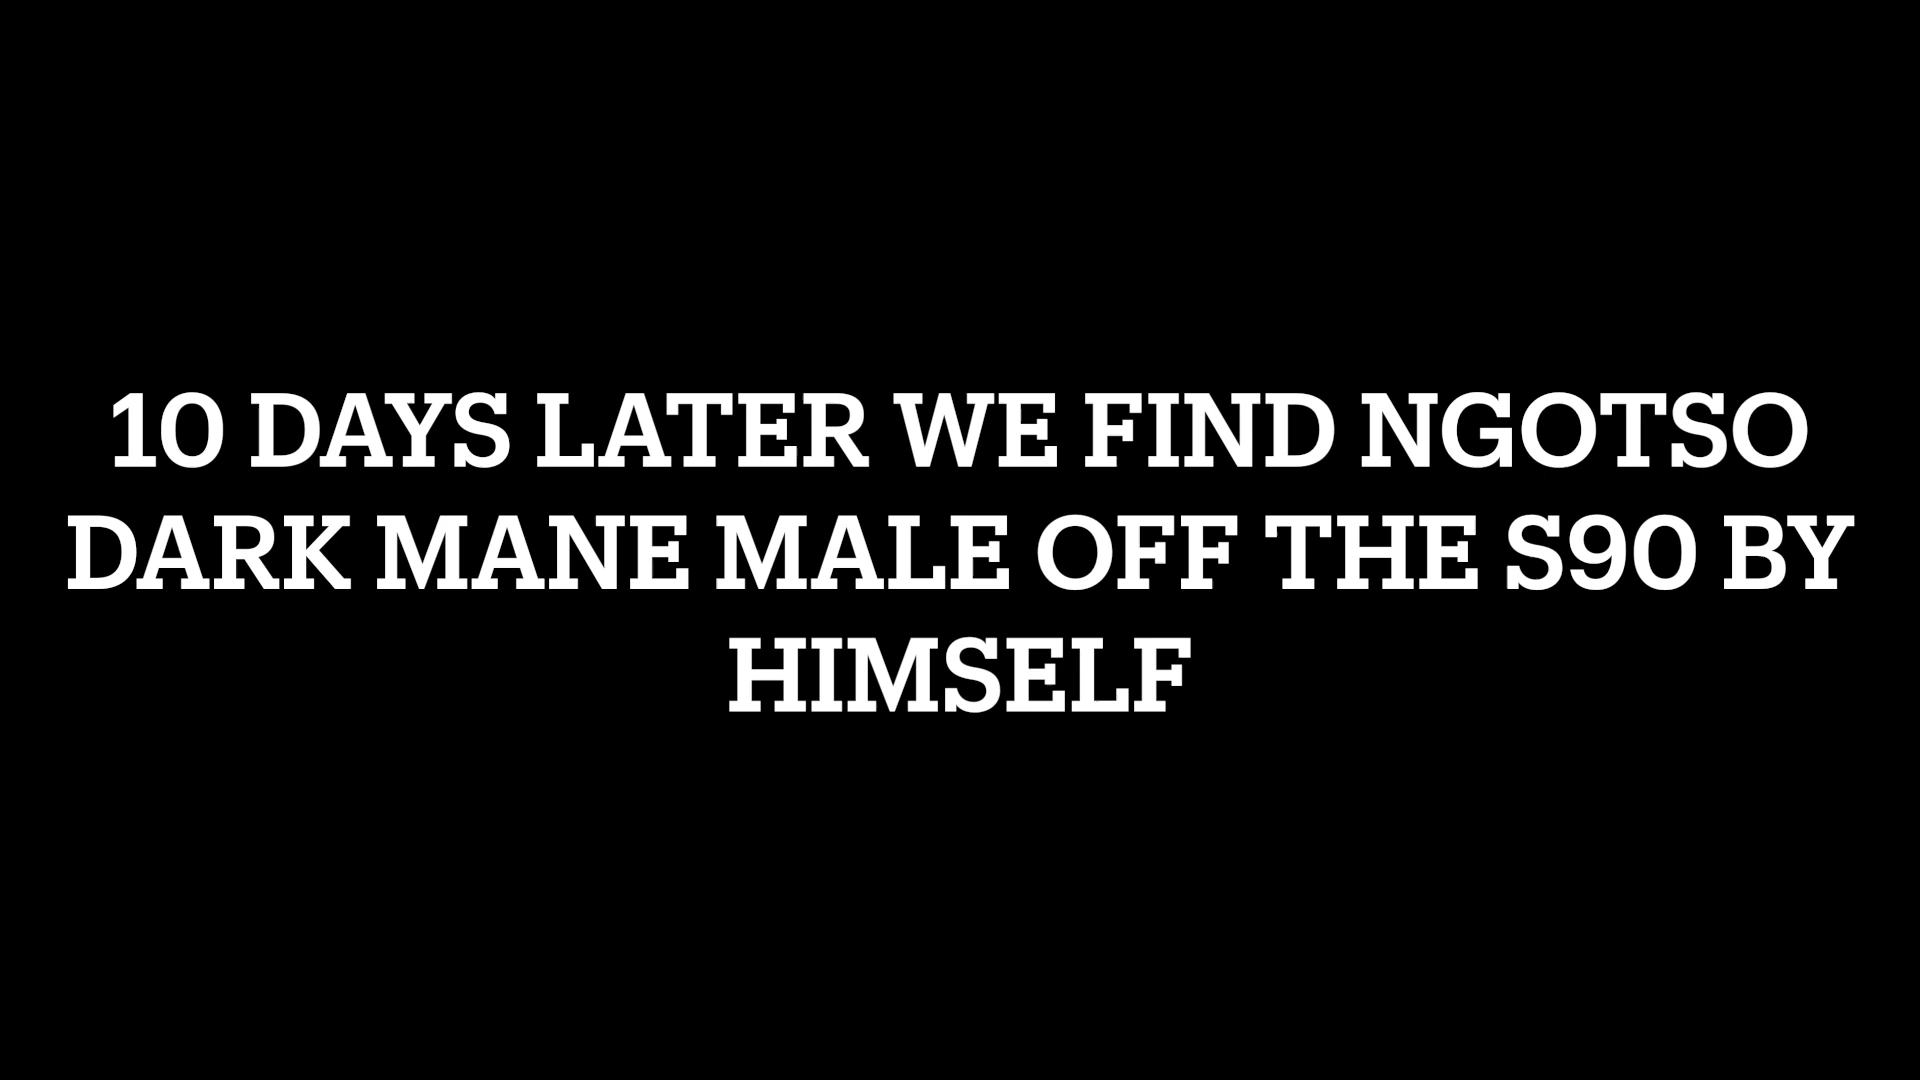 10 DAYS LATER WE FIND NGOTSO
DARK MANE MALE OFF THE S90 BY
HIMSELF